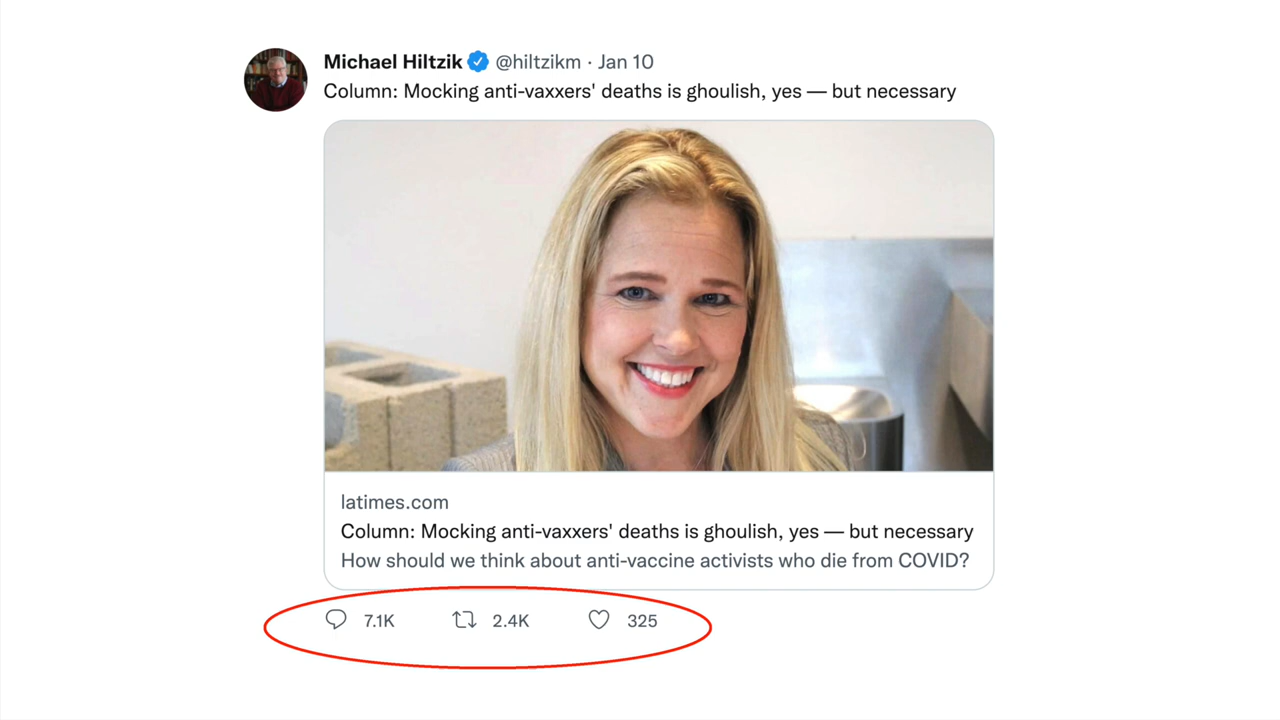 Michael Hiltzik @hiltzikm · Jan 10
Column: Mocking anti-vaxxers' deaths is ghoulish, yes — but necessary
latimes.com
Column: Mocking anti-vaxxers' deaths is ghoulish, yes — but necessary
How should we think about anti-vaccine activists who die from COVID?
7.1K 2.4K 325